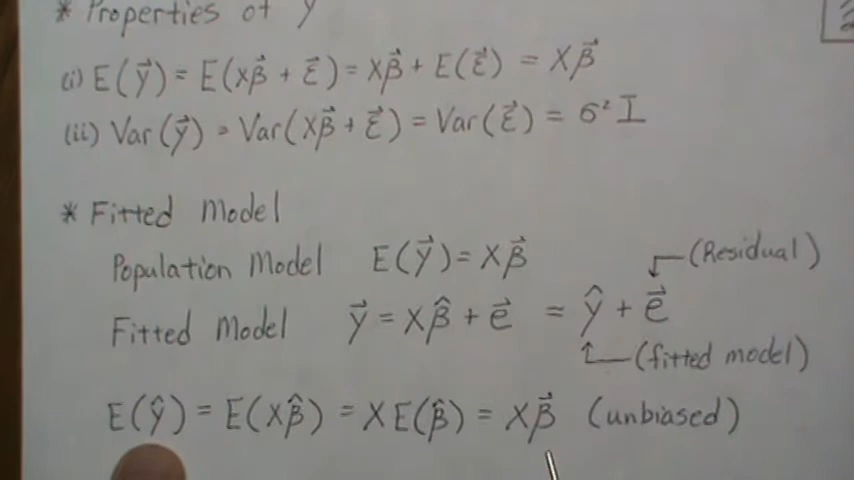 * Properties of y
(i) E(y⃗) = E(Xβ⃗ + ε⃗) = Xβ⃗ + E(ε⃗) = Xβ⃗
(ii) Var(y⃗) = Var(Xβ⃗ + ε⃗) = Var(ε⃗) = σ² I
* Fitted Model
Population Model E(y⃗) = Xβ⃗
(Residual)
Fitted Model y⃗ = Xβ̂ + e⃗ = ŷ + e⃗
(fitted model)
E(ŷ) = E(Xβ̂) = X E(β̂) = Xβ⃗ (unbiased)